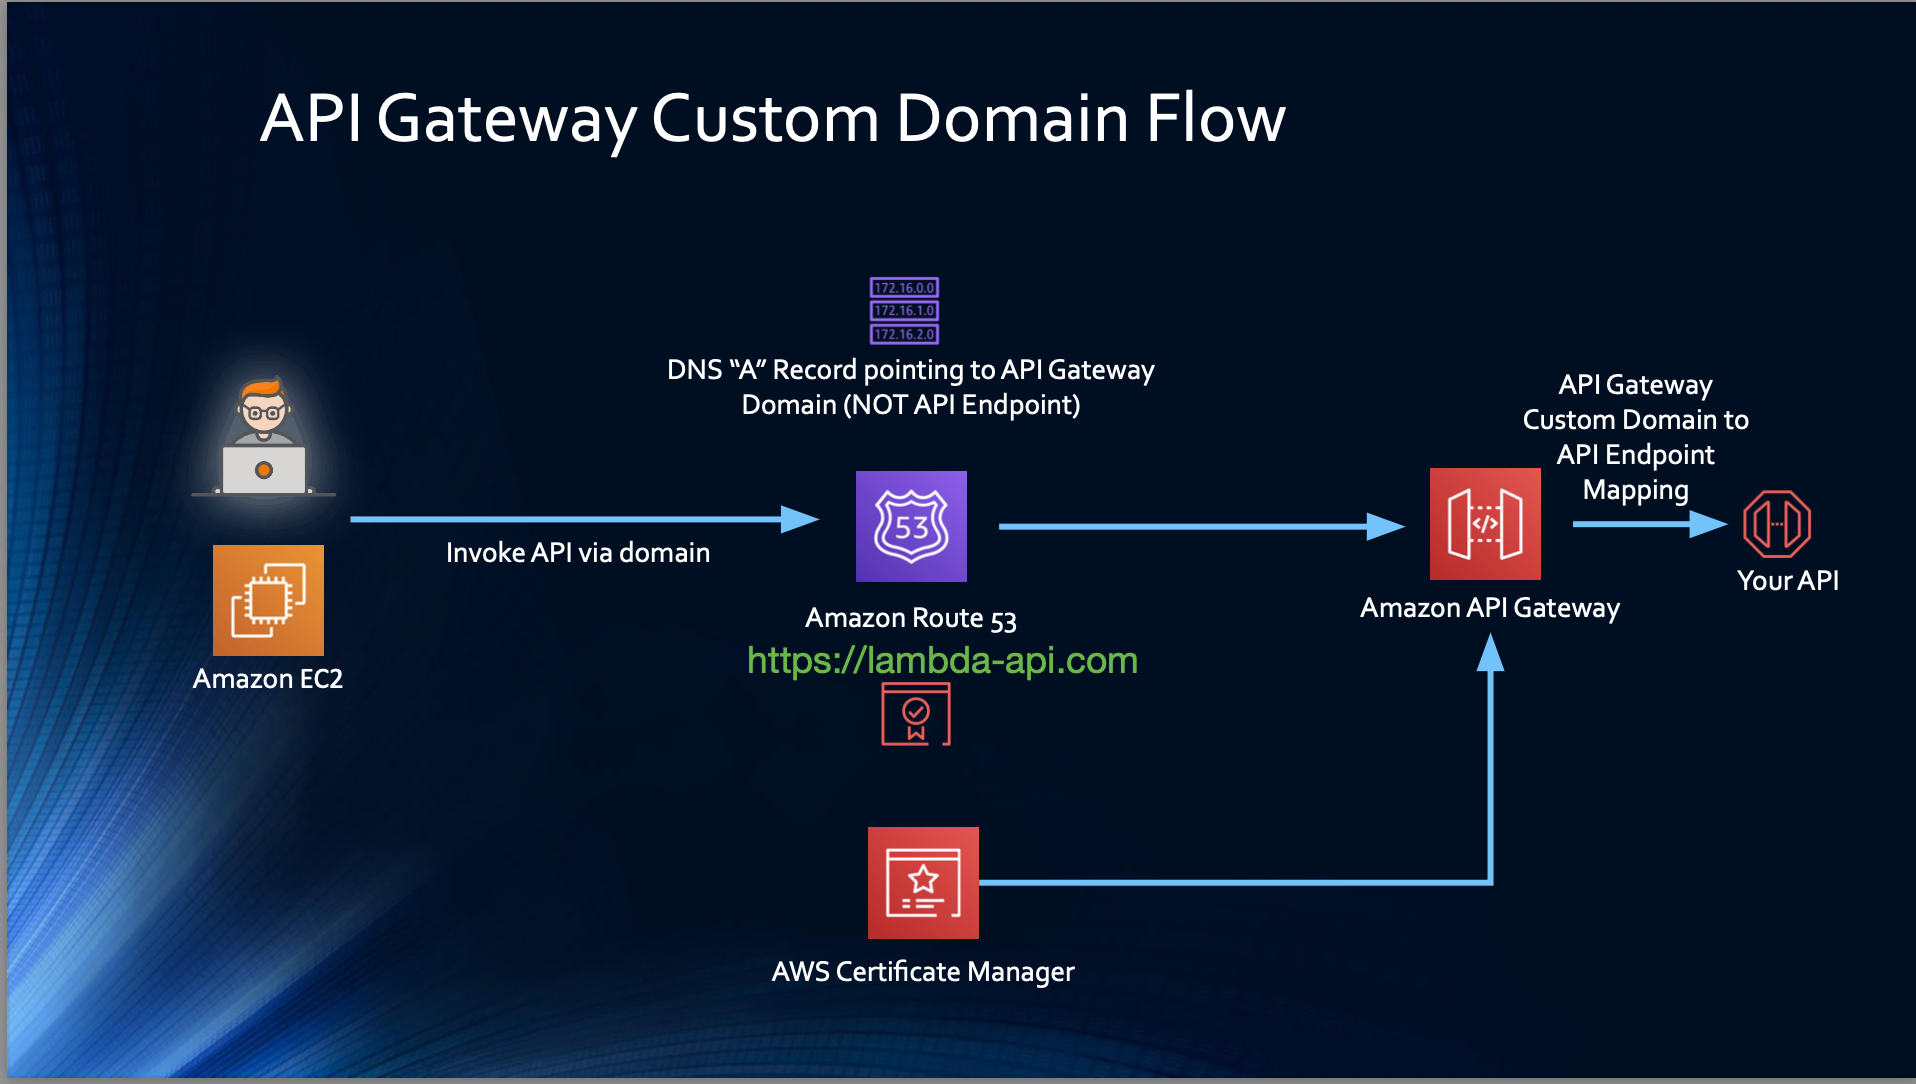 API Gateway Custom Domain Flow
172.16.0.0
172.16.1.0
172.16.2.0
DNS “A” Record pointing to API Gateway
Domain (NOT API Endpoint)
API Gateway
Custom Domain to
API Endpoint
Mapping
53
</>
Invoke API via domain
Your API
Amazon Route 53
Amazon API Gateway
https://lambda-api.com
Amazon EC2
AWS Certificate Manager